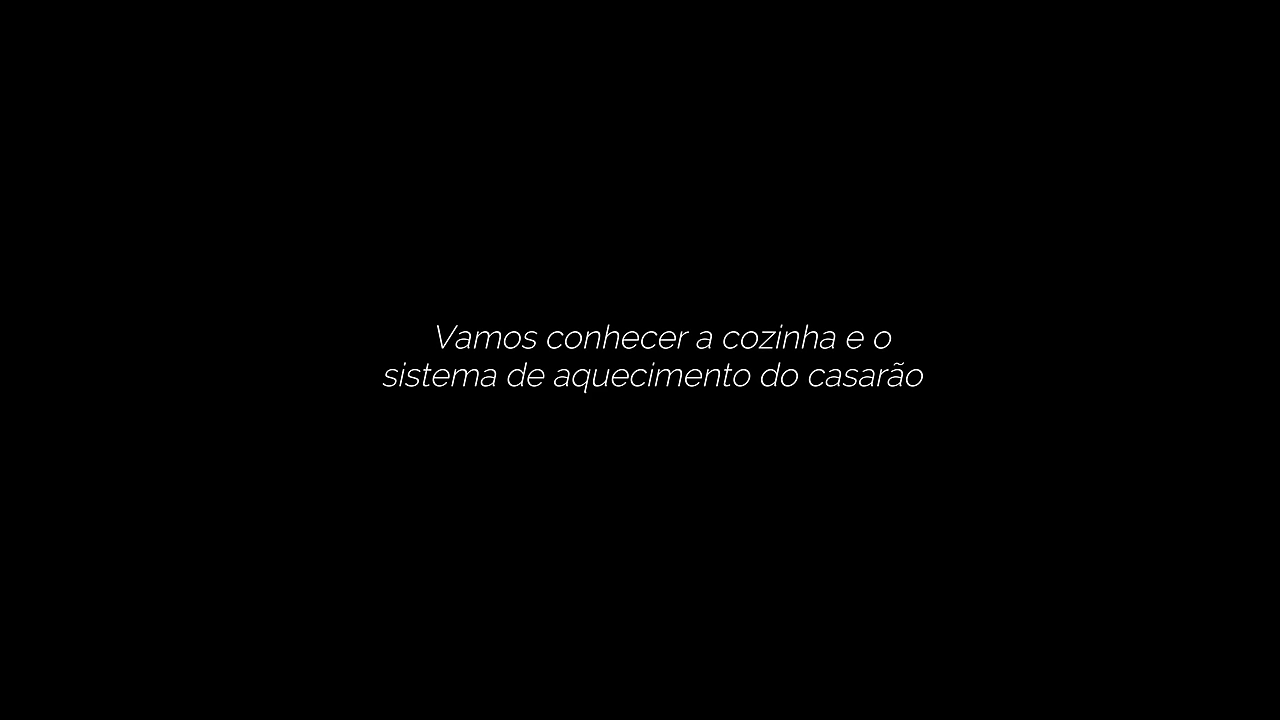 Vamos conhecer a cozinha e o
sistema de aquecimento do casarão